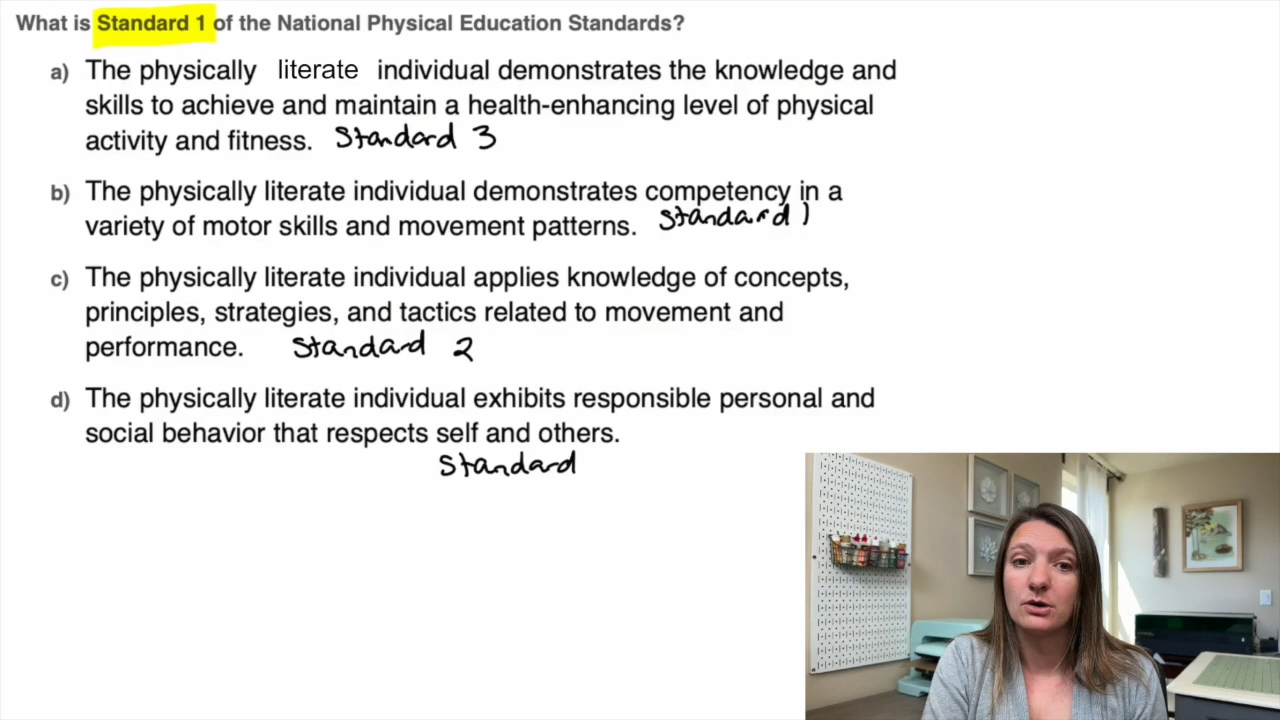 What is Standard 1 of the National Physical Education Standards?
a) The physically literate individual demonstrates the knowledge and
skills to achieve and maintain a health-enhancing level of physical
activity and fitness. Standard 3
b) The physically literate individual demonstrates competency in a
variety of motor skills and movement patterns. Standard 1
c) The physically literate individual applies knowledge of concepts,
principles, strategies, and tactics related to movement and
performance. Standard 2
d) The physically literate individual exhibits responsible personal and
social behavior that respects self and others.
Standard